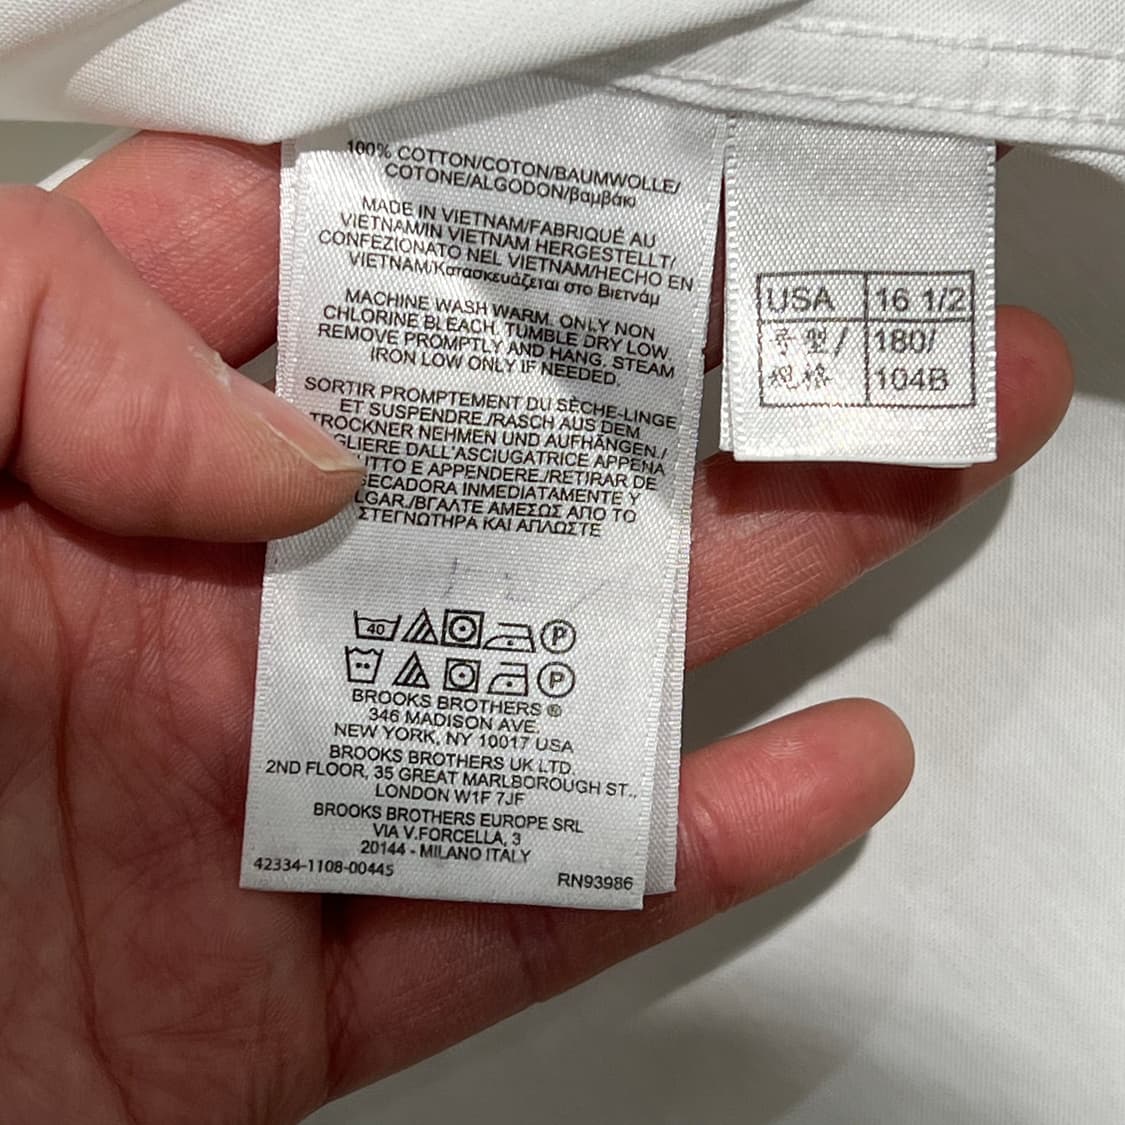 100% COTTON/COTON/BAUMWOLLE/
COTONE/ALGODON/βαμβάκι
MADE IN VIETNAM/FABRIQUÉ AU
VIETNAM/IN VIETNAM HERGESTELLT/
CONFEZIONATO NEL VIETNAM/HECHO EN
VIETNAM/Κατασκευάζεται στο Βιετνάμ
MACHINE WASH WARM. ONLY NON
CHLORINE BLEACH. TUMBLE DRY LOW.
REMOVE PROMPTLY AND HANG. STEAM
IRON LOW ONLY IF NEEDED.
SORTIR PROMPTEMENT DU SÈCHE-LINGE
ET SUSPENDRE./RASCH AUS DEM
TROCKNER NEHMEN UND AUFHÄNGEN./
GLIERE DALL'ASCIUGATRICE APPENA
UTTO E APPENDERE./RETIRAR DE
SECADORA INMEDIATAMENTE Y
LGAR./ΒΓΑΛΤΕ ΑΜΕΣΩΣ ΑΠΟ ΤΟ
ΣΤΕΓΝΩΤΗΡΑ ΚΑΙ ΑΠΛΩΣΤΕ
40 P
P
BROOKS BROTHERS ®
346 MADISON AVE.
NEW YORK, NY 10017 USA
BROOKS BROTHERS UK LTD.
2ND FLOOR, 35 GREAT MARLBOROUGH ST.,
LONDON W1F 7JF
BROOKS BROTHERS EUROPE SRL
VIA V.FORCELLA, 3
20144 - MILANO ITALY
42334-1108-00445
RN93986
USA 16 1/2
号型/ 180/
规格 104B